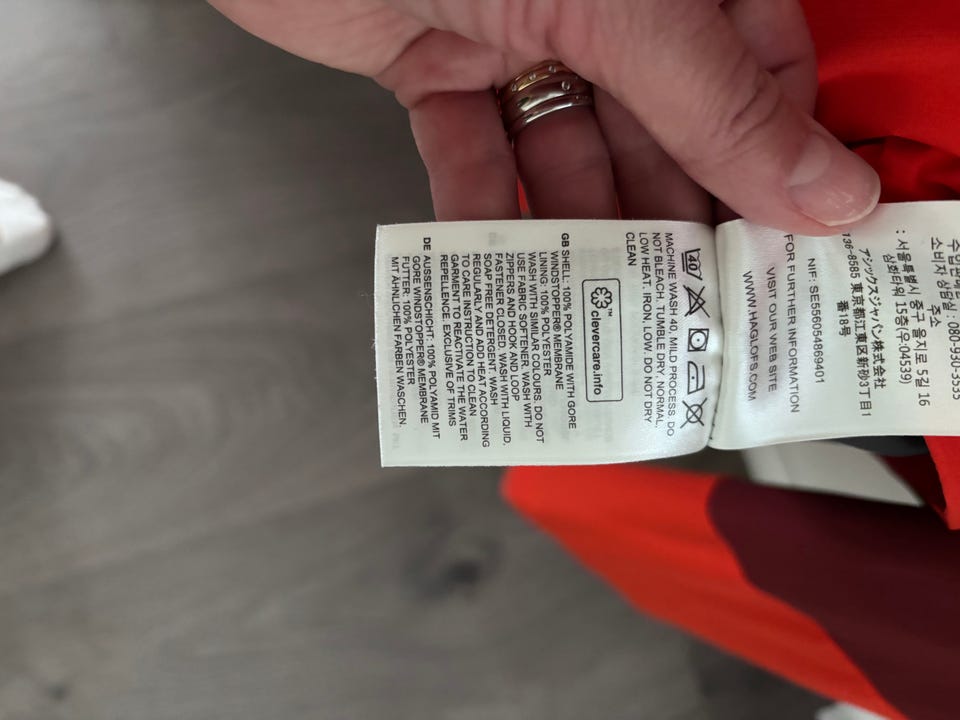 소비자 상담실 :
주소
: 서울특별시 중구 을지로 5길 16
삼화타워 15층(우:04539)
アシックスジャパン株式会社
136-8585 東京都江東区新砂3丁目1
番18号
NIF: SE556054869401
FOR FURTHER INFORMATION
VISIT OUR WEB SITE
WWW.HAGLOFS.COM
40
MACHINE WASH 40, MILD PROCESS. DO
NOT BLEACH. TUMBLE DRY, NORMAL,
LOW HEAT. IRON, LOW. DO NOT DRY
CLEAN
clevercare.info™
GB SHELL: 100% POLYAMIDE WITH GORE
WINDSTOPPER® MEMBRANE
LINING: 100% POLYESTER
WASH WITH SIMILAR COLOURS. DO NOT
USE FABRIC SOFTENER. WASH WITH
ZIPPERS AND HOOK AND LOOP
FASTENER CLOSED. WASH WITH LIQUID,
SOAP FREE DETERGENT. WASH
REGULARLY AND ADD HEAT ACCORDING
TO CARE INSTRUCTION TO CLEAN
GARMENT TO REACTIVATE THE WATER
REPELLENCE. EXCLUSIVE OF TRIMS
DE AUSSENSCHICHT: 100% POLYAMID MIT
GORE WINDSTOPPER® MEMBRANE
FUTTER: 100% POLYESTER
MIT ÄHNLICHEN FARBEN WASCHEN.